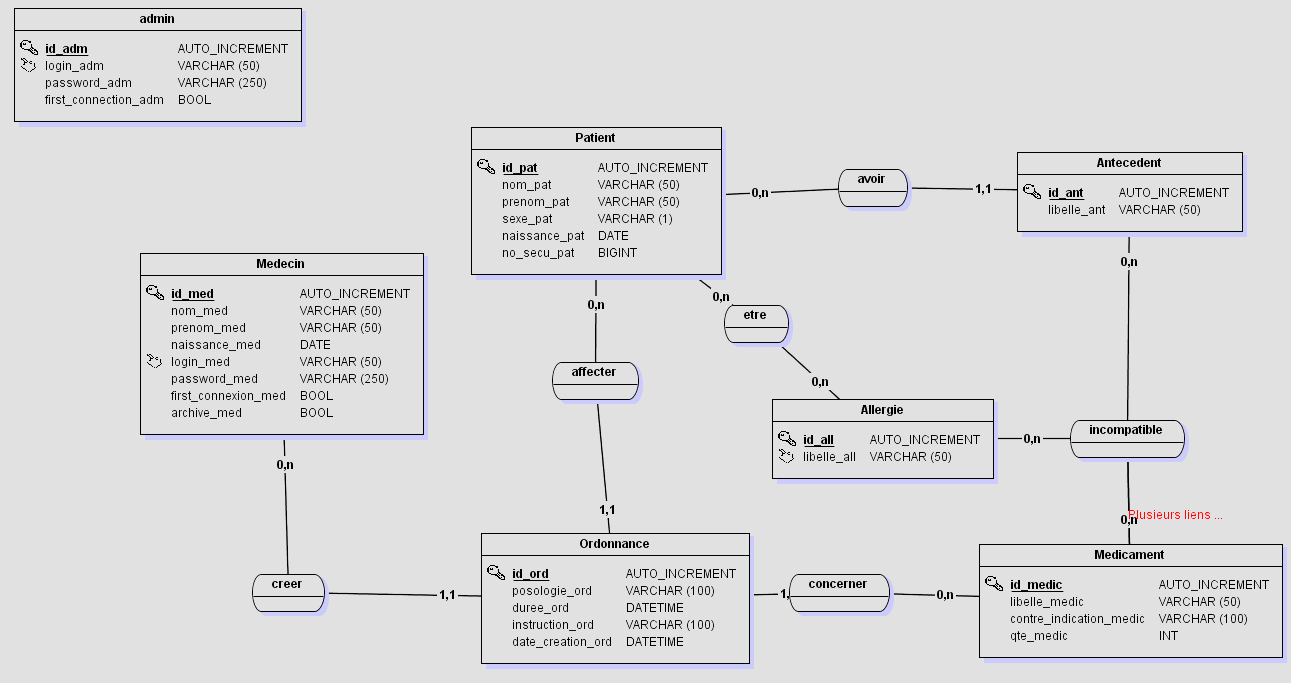 admin
id_adm AUTO_INCREMENT
login_adm VARCHAR (50)
password_adm VARCHAR (250)
first_connection_adm BOOL
Patient
id_pat AUTO_INCREMENT
nom_pat VARCHAR (50)
prenom_pat VARCHAR (50)
sexe_pat VARCHAR (1)
naissance_pat DATE
no_secu_pat BIGINT
0,n
avoir
1,1
Antecedent
id_ant AUTO_INCREMENT
libelle_ant VARCHAR (50)
Medecin
id_med AUTO_INCREMENT
nom_med VARCHAR (50)
prenom_med VARCHAR (50)
naissance_med DATE
login_med VARCHAR (50)
password_med VARCHAR (250)
first_connexion_med BOOL
archive_med BOOL
0,n
0,n
etre
0,n
0,n
affecter
1,1
Allergie
id_all AUTO_INCREMENT
libelle_all VARCHAR (50)
0,n
incompatible
0,n
Plusieurs liens ...
0,n
creer
1,1
Ordonnance
id_ord AUTO_INCREMENT
posologie_ord VARCHAR (100)
duree_ord DATETIME
instruction_ord VARCHAR (100)
date_creation_ord DATETIME
1,
concerner
0,n
Medicament
id_medic AUTO_INCREMENT
libelle_medic VARCHAR (50)
contre_indication_medic VARCHAR (100)
qte_medic INT